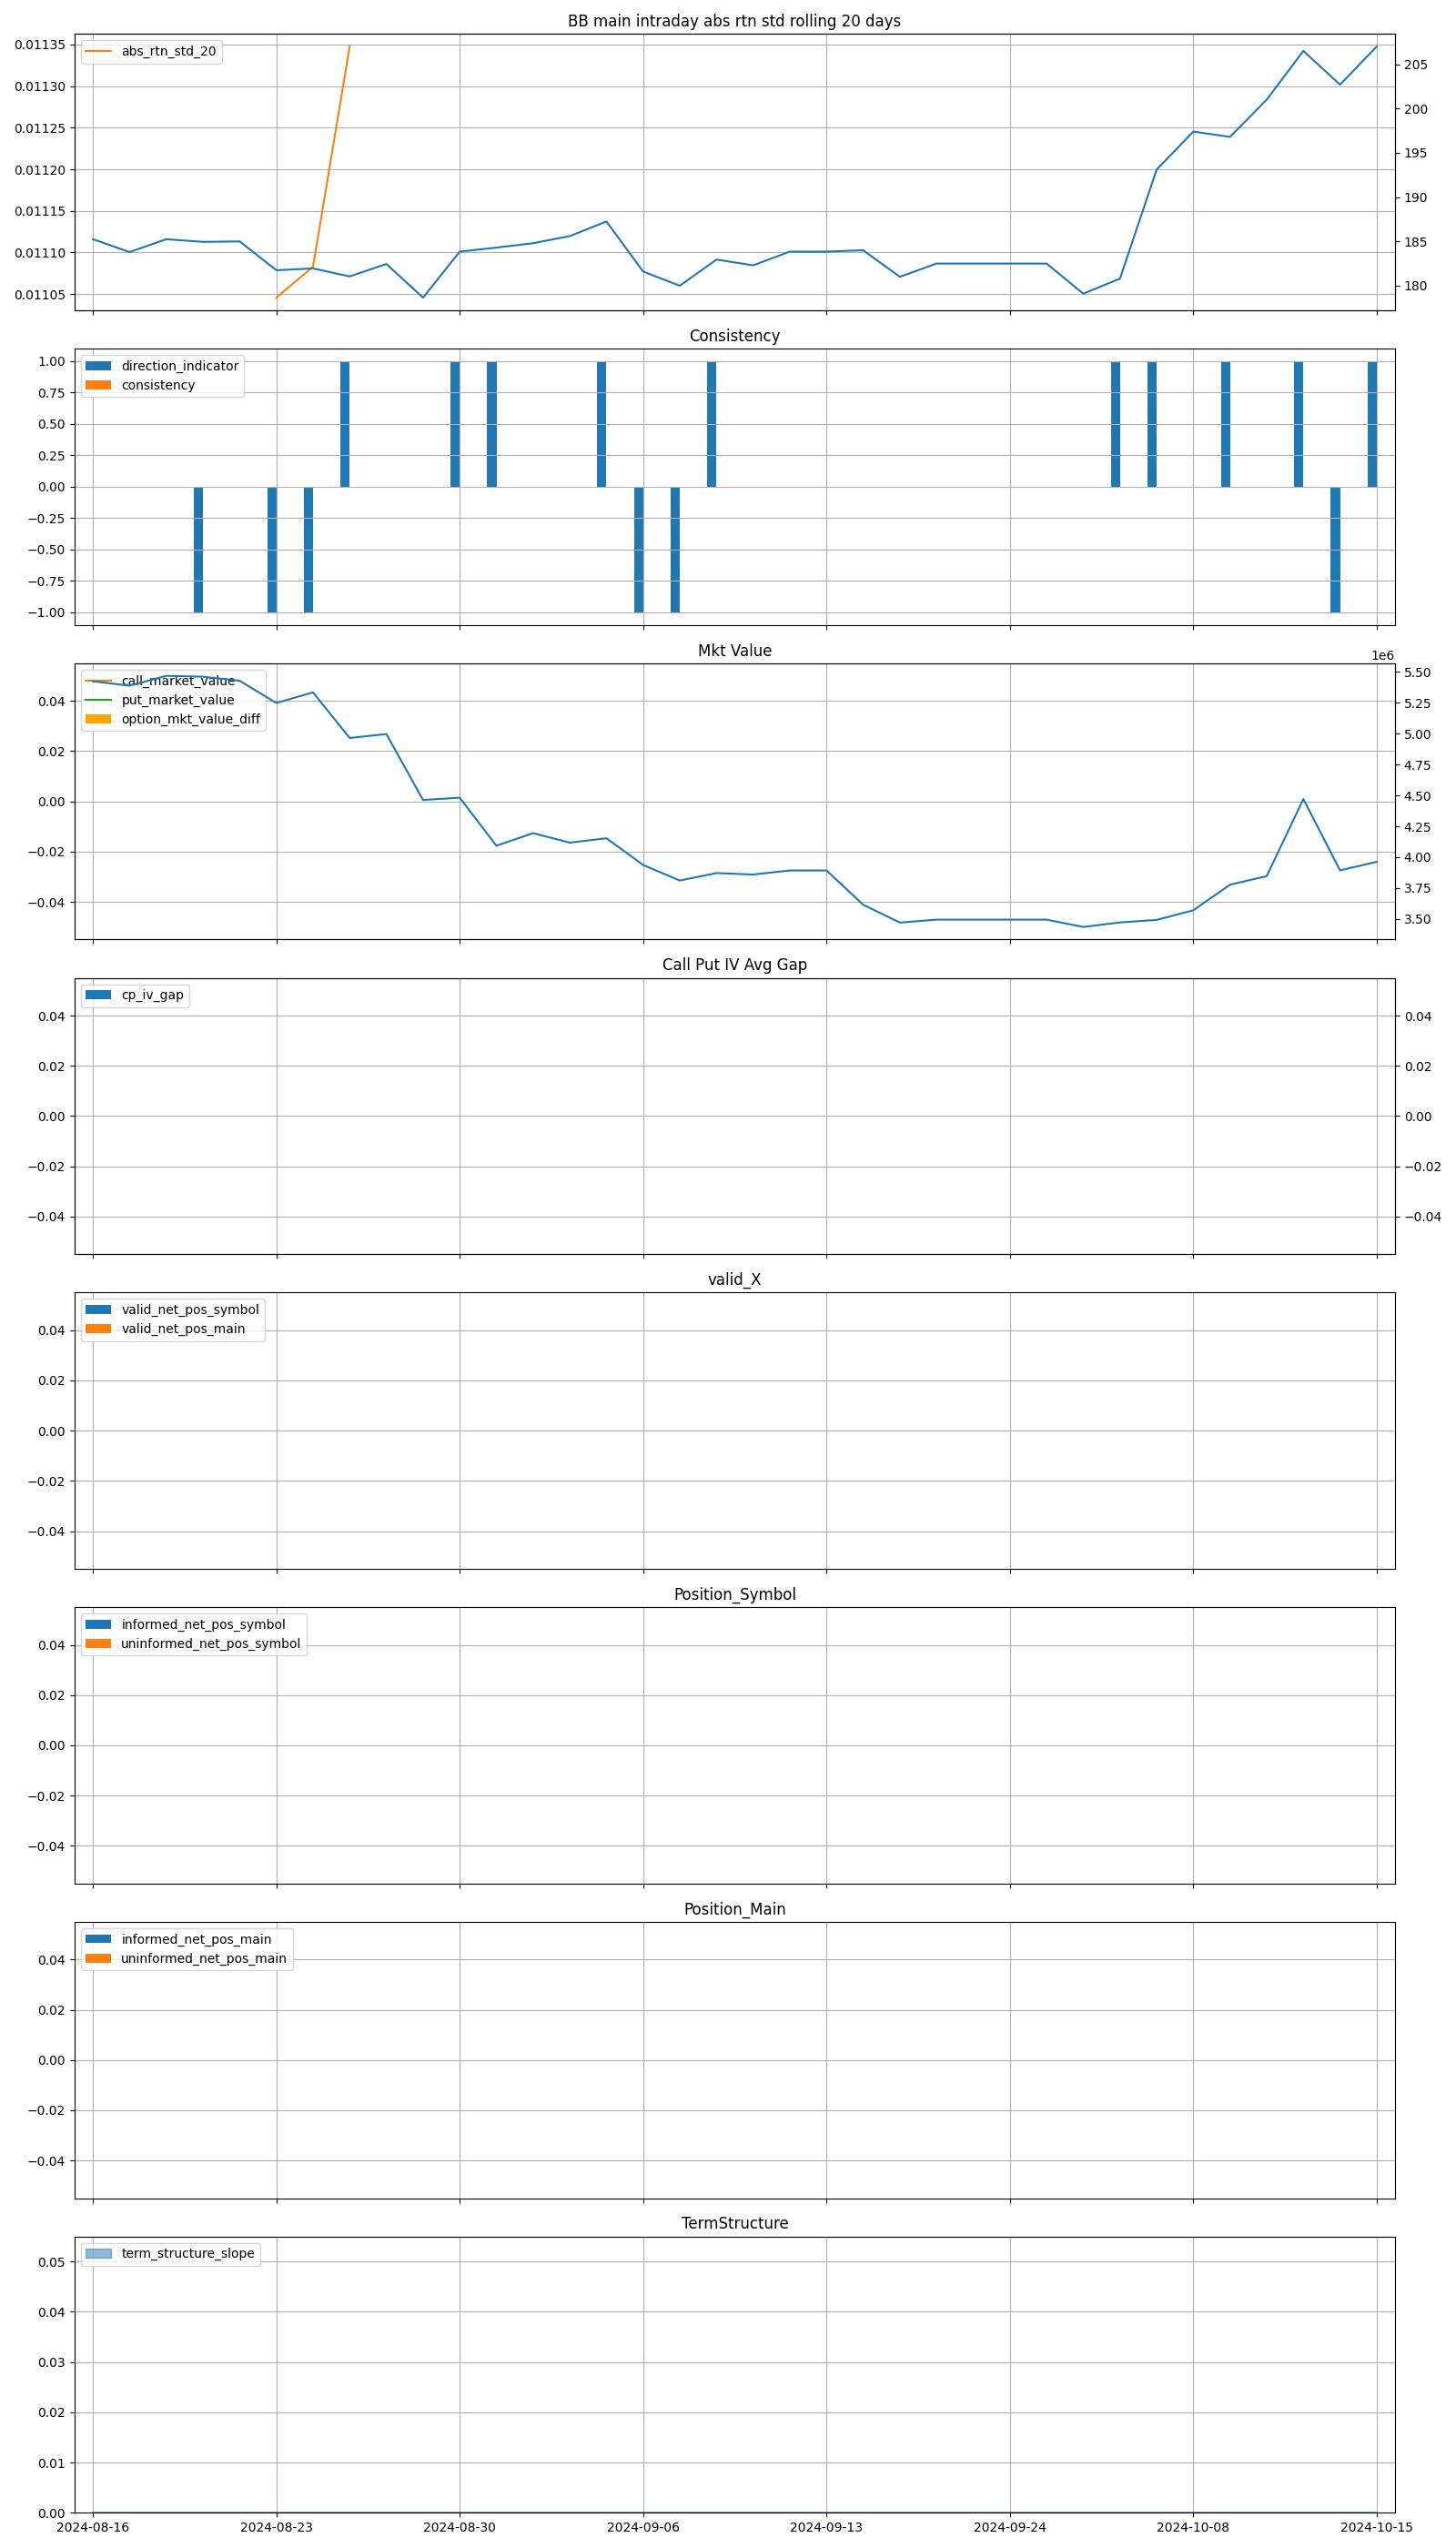 BB main intraday abs rtn std rolling 20 days
abs_rtn_std_20
0.01135
0.01130
0.01125
0.01120
0.01115
0.01110
0.01105
205
200
195
190
185
180
Consistency
direction_indicator
consistency
1.00
0.75
0.50
0.25
0.00
−0.25
−0.50
−0.75
−1.00
Mkt Value
1e6
call_market_value
put_market_value
option_mkt_value_diff
0.04
0.02
0.00
−0.02
−0.04
5.50
5.25
5.00
4.75
4.50
4.25
4.00
3.75
3.50
Call Put IV Avg Gap
cp_iv_gap
0.04
0.02
0.00
−0.02
−0.04
0.04
0.02
0.00
−0.02
−0.04
valid_X
valid_net_pos_symbol
valid_net_pos_main
0.04
0.02
0.00
−0.02
−0.04
Position_Symbol
informed_net_pos_symbol
uninformed_net_pos_symbol
0.04
0.02
0.00
−0.02
−0.04
Position_Main
informed_net_pos_main
uninformed_net_pos_main
0.04
0.02
0.00
−0.02
−0.04
TermStructure
term_structure_slope
0.05
0.04
0.03
0.02
0.01
0.00
2024-08-16 2024-08-23 2024-08-30 2024-09-06 2024-09-13 2024-09-24 2024-10-08 2024-10-15